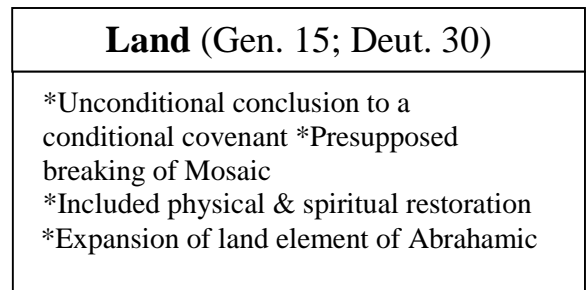 Land (Gen. 15; Deut. 30)
*Unconditional conclusion to a
conditional covenant *Presupposed
breaking of Mosaic
*Included physical & spiritual restoration
*Expansion of land element of Abrahamic